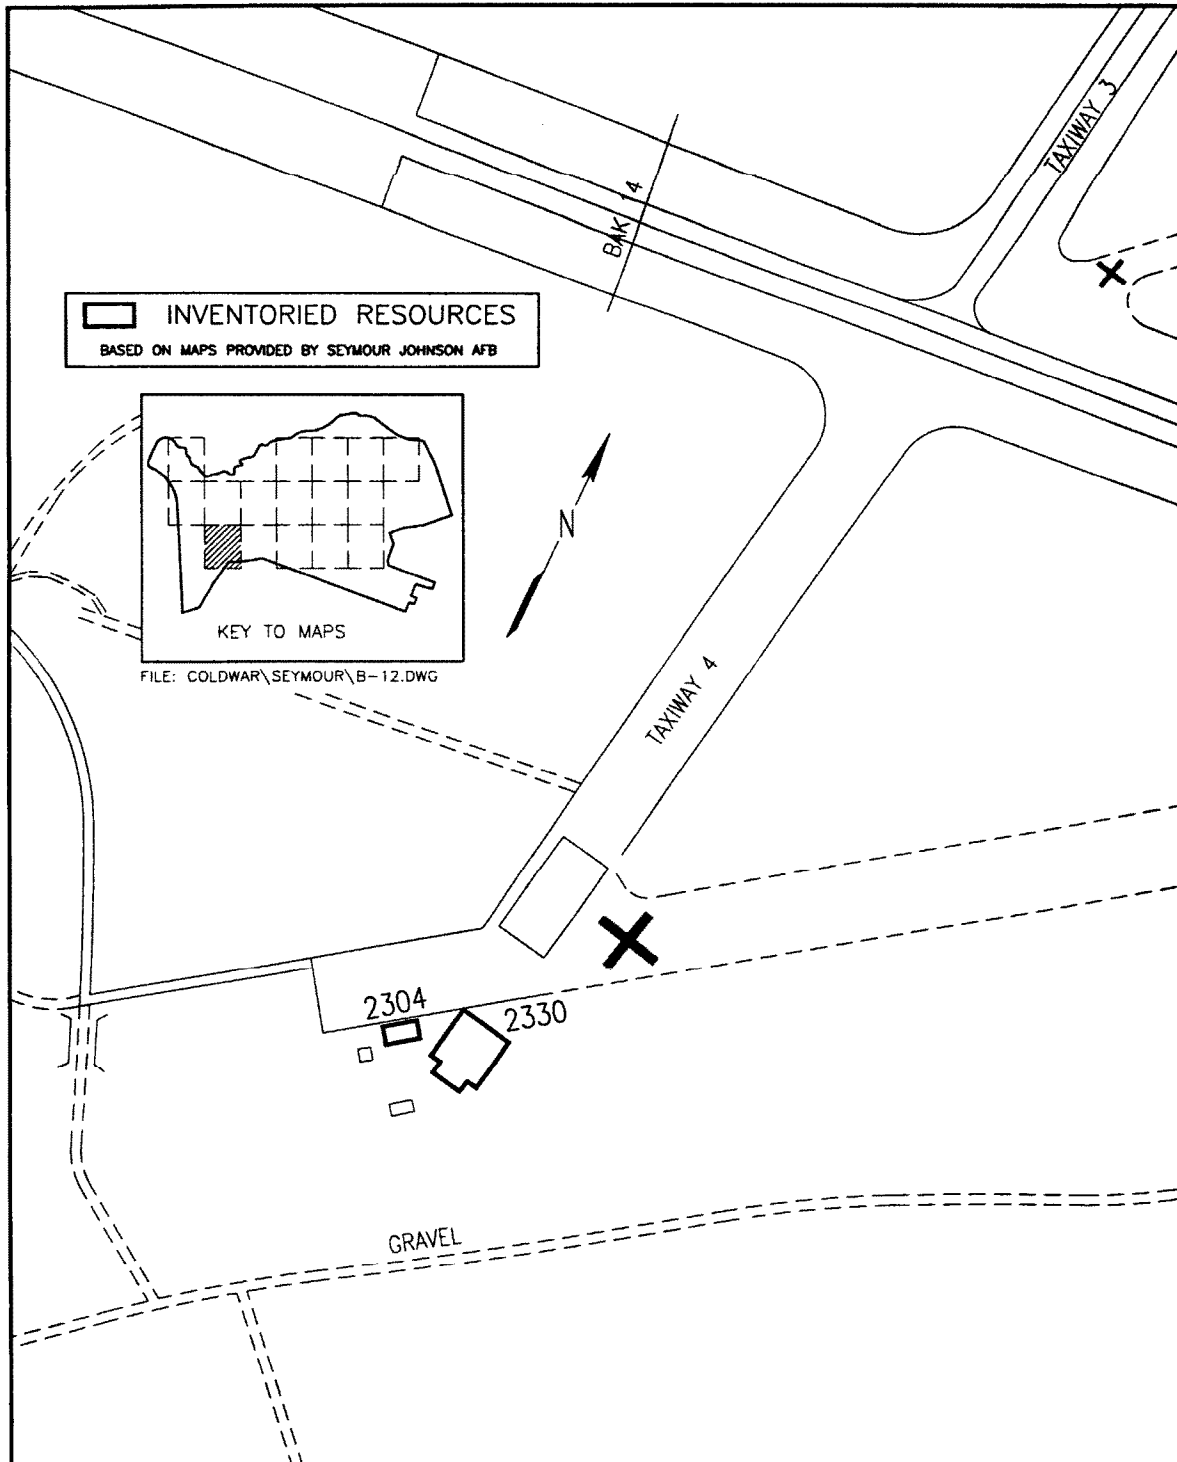 TAXIWAY 3
BAK 14
INVENTORIED RESOURCES
BASED ON MAPS PROVIDED BY SEYMOUR JOHNSON AFB
N
KEY TO MAPS
FILE: COLDWAR\SEYMOUR\B-12.DWG
TAXIWAY 4
2304
2330
GRAVEL